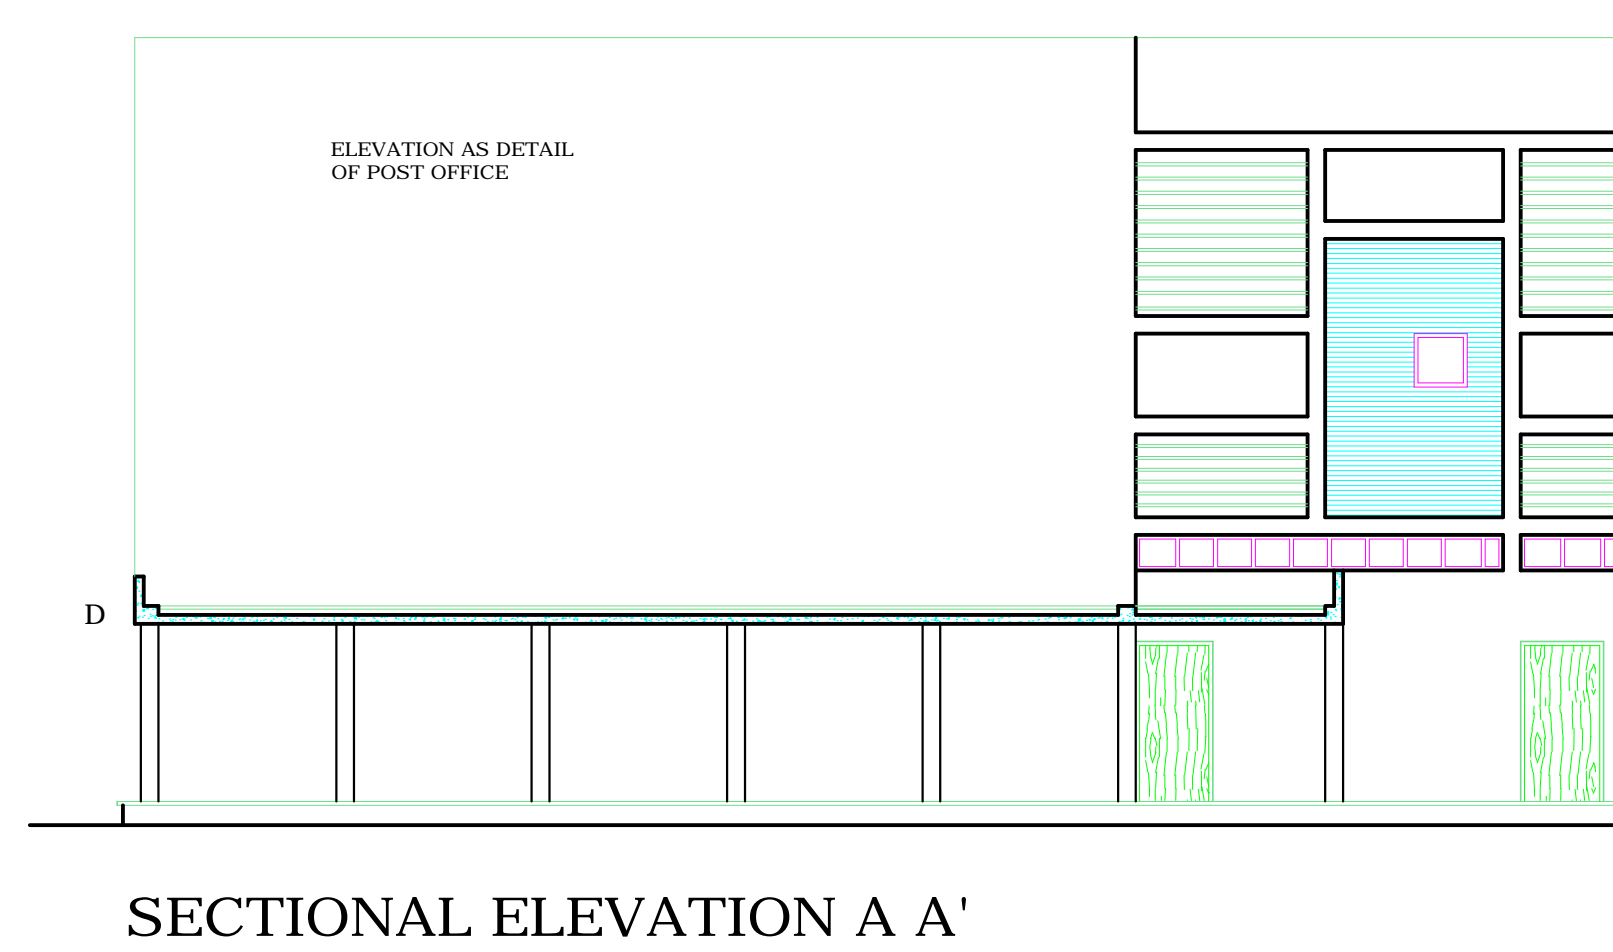 ELEVATION AS DETAIL
OF POST OFFICE
D
SECTIONAL ELEVATION A A'